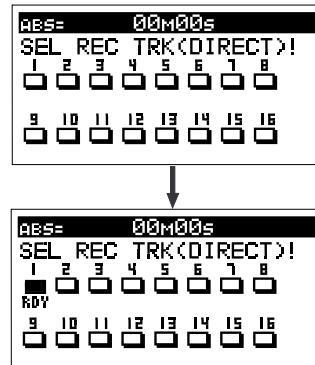 ABS= 00M00S
SEL REC TRK(DIRECT)!
1 2 3 4 5 6 7 8
9 10 11 12 13 14 15 16
ABS= 00M00S
SEL REC TRK(DIRECT)!
1 2 3 4 5 6 7 8
RDY
9 10 11 12 13 14 15 16